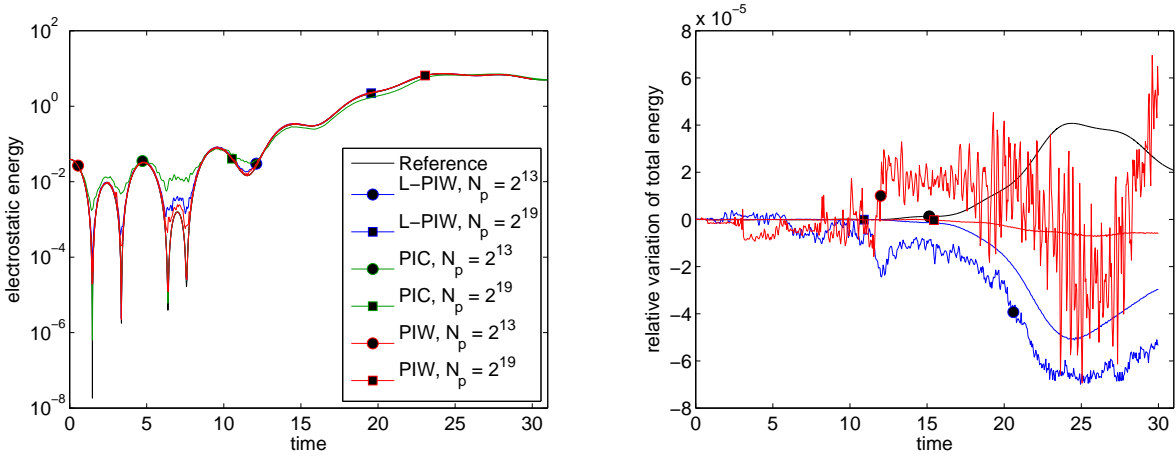 electrostatic energy
10^2
10^0
10^−2
10^−4
10^−6
10^−8
0 5 10 15 20 25 30
time
Reference
L−PIW, N_p = 2^13
L−PIW, N_p = 2^19
PIC, N_p = 2^13
PIC, N_p = 2^19
PIW, N_p = 2^13
PIW, N_p = 2^19
x 10^−5
relative variation of total energy
8
6
4
2
0
−2
−4
−6
−8
0 5 10 15 20 25 30
time